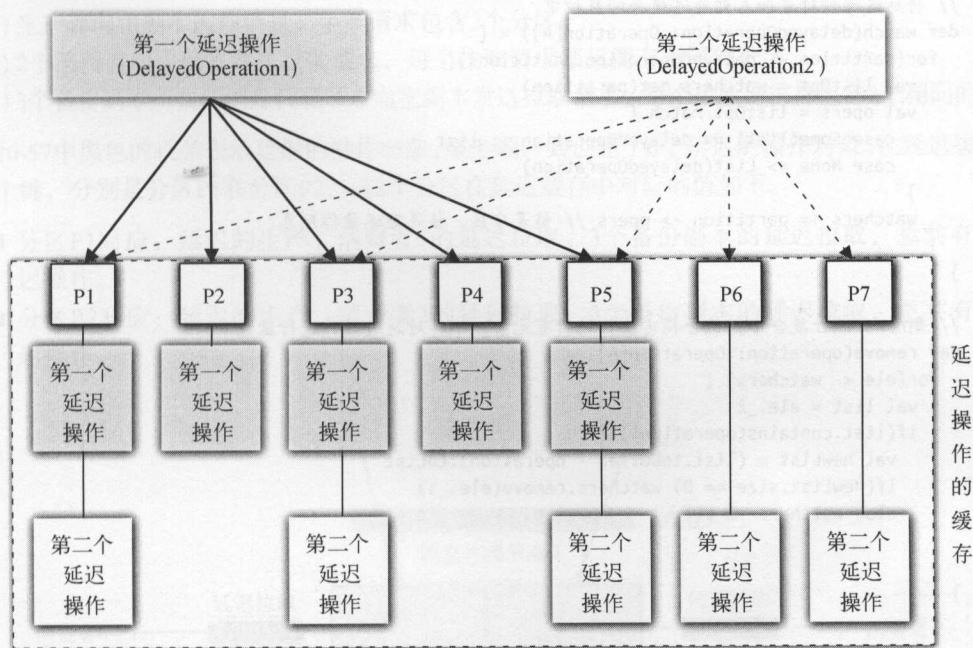 第一个延迟操作
（DelayedOperation1）
第二个延迟操作
（DelayedOperation2 ）
P1
P2
P3
P4
P5
P6
P7
第一个
延迟
操作
第一个
延迟
操作
第一个
延迟
操作
第一个
延迟
操作
第一个
延迟
操作
第二个
延迟
操作
第二个
延迟
操作
第二个
延迟
操作
第二个
延迟
操作
第二个
延迟
操作
延迟操作的缓存